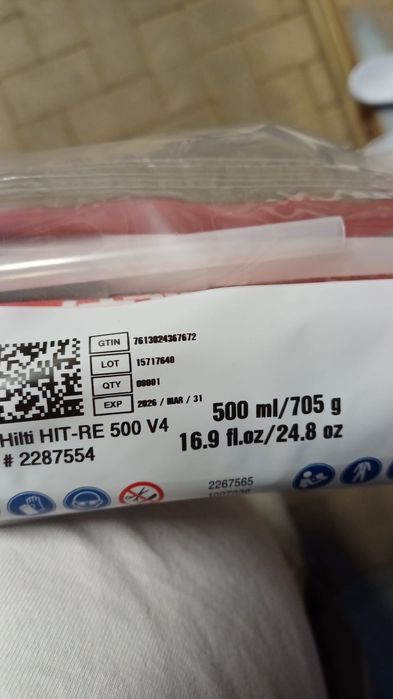 GTIN 7613024367672
LOT 15717640
QTY 00001
EXP 2026 / MAR / 31
500 ml/705 g
Hilti HIT-RE 500 V4
16.9 fl.oz/24.8 oz
# 2287554
2267565